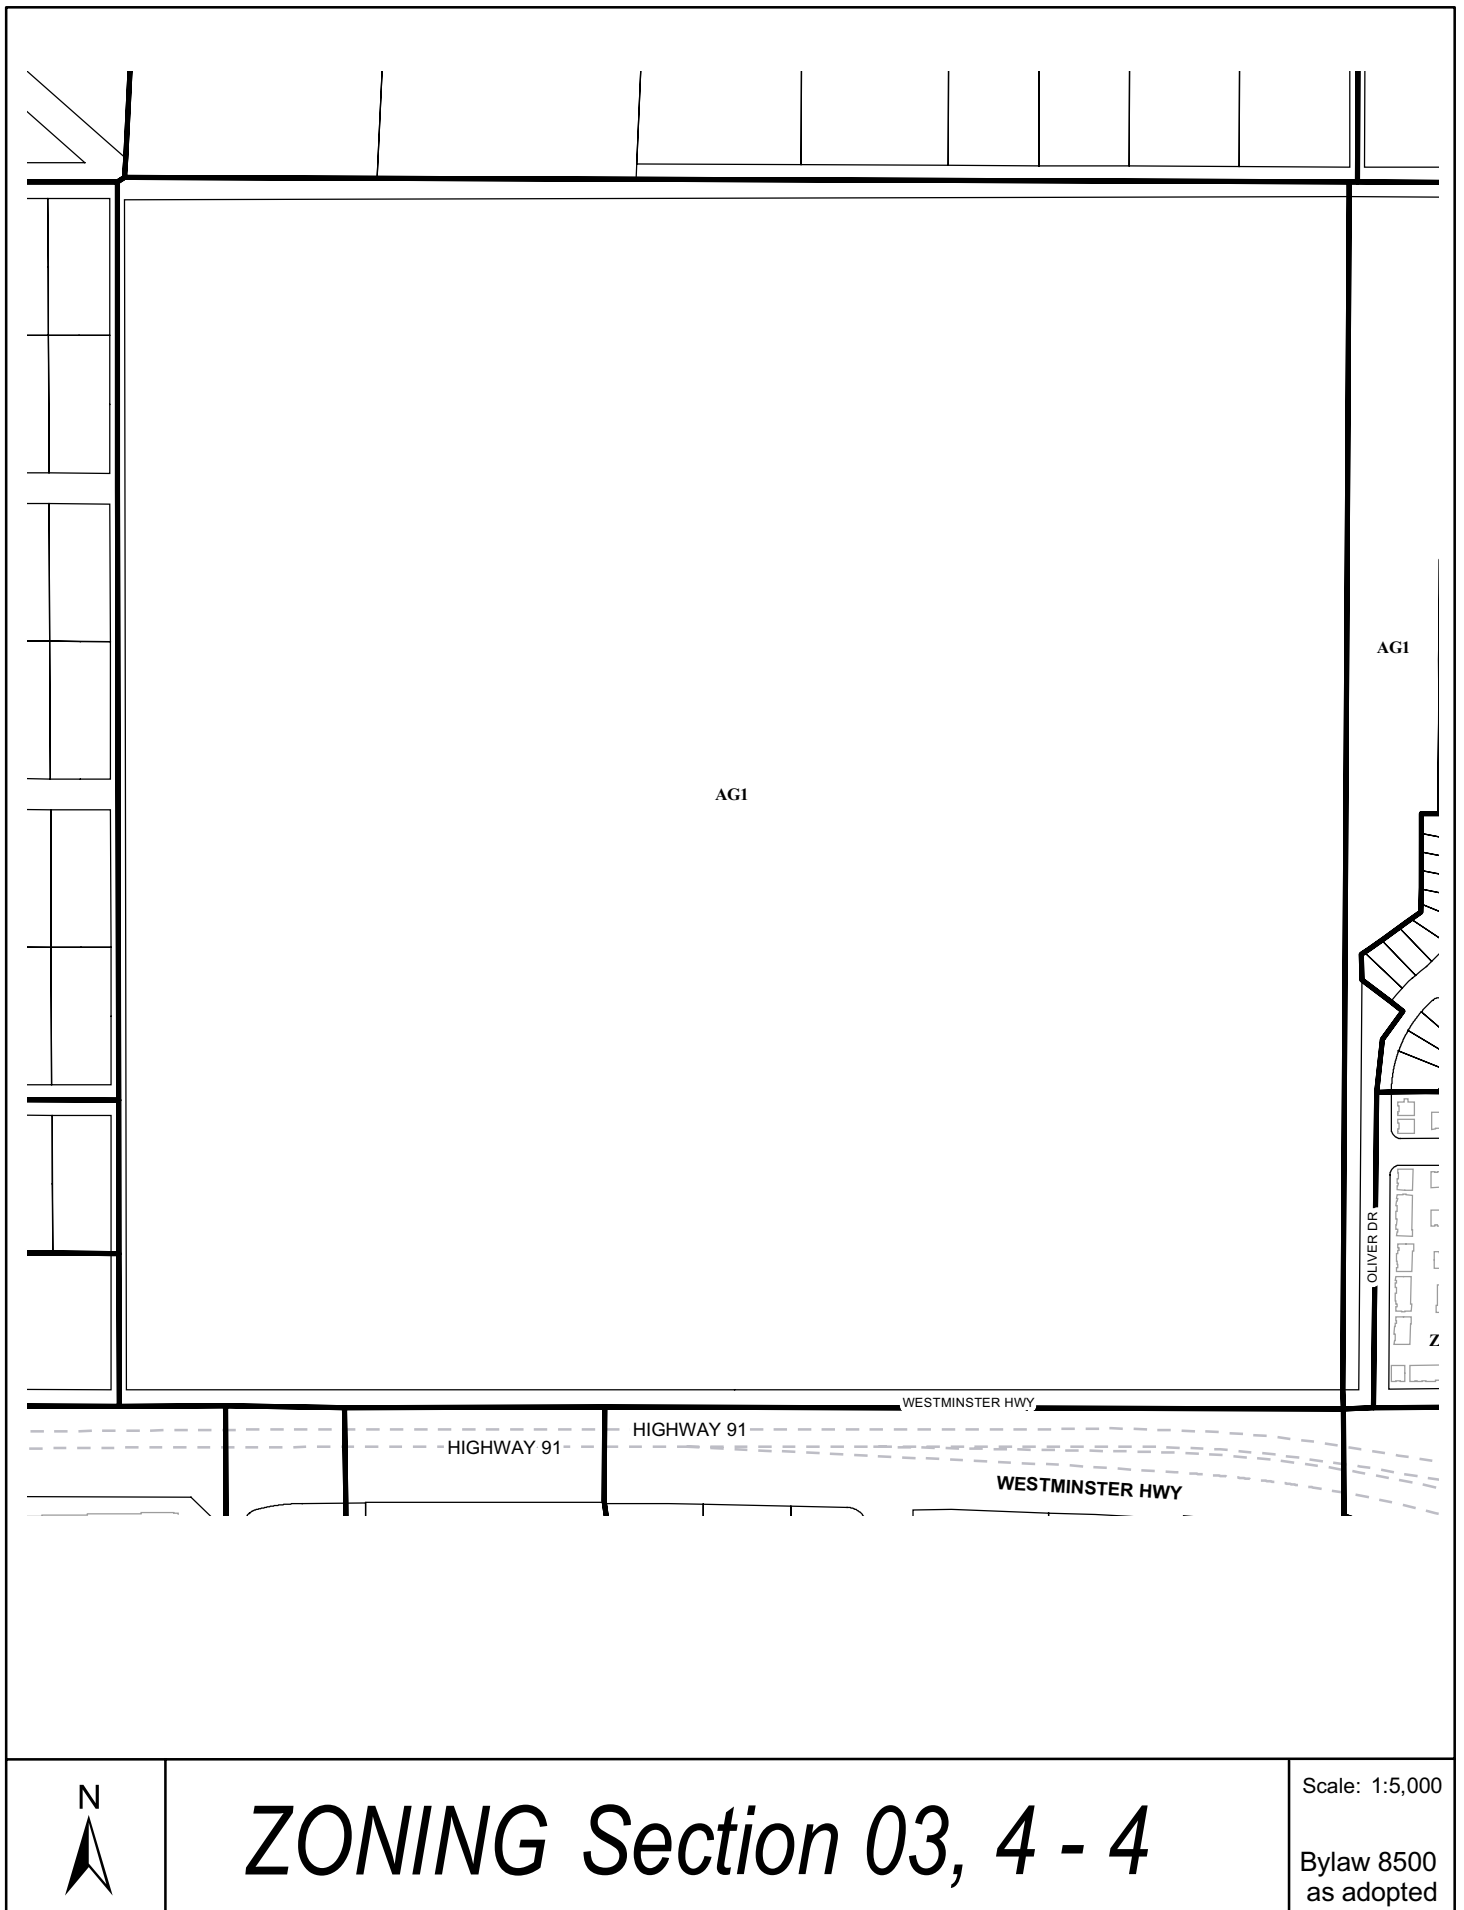 AG1
AG1
OLIVER DR
Z
WESTMINSTER HWY
HIGHWAY 91
HIGHWAY 91
WESTMINSTER HWY
N
ZONING Section 03, 4 - 4
Scale: 1:5,000
Bylaw 8500
as adopted